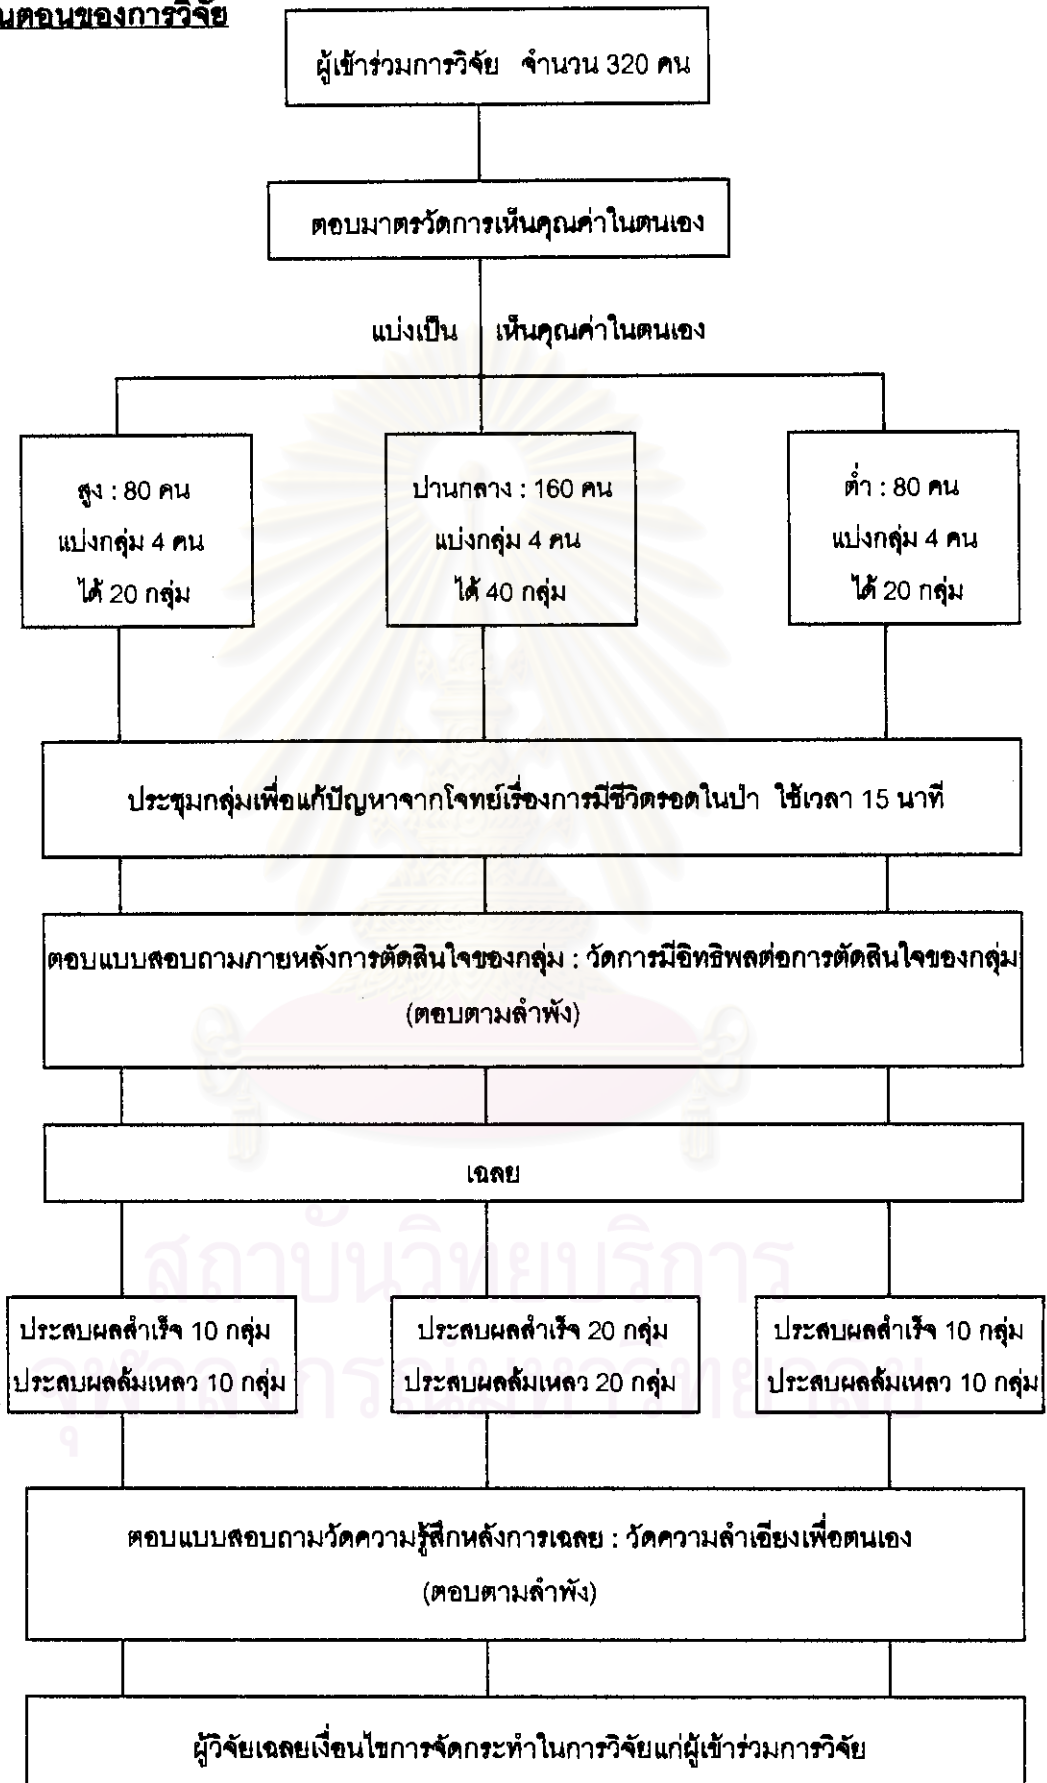 นตอนของการวิจัย
ผู้เข้าร่วมการวิจัย จำนวน 320 คน
ตอบมาตรวัดการเห็นคุณค่าในตนเอง
แบ่งเป็น เห็นคุณค่าในตนเอง
สูง : 80 คน
แบ่งกลุ่ม 4 คน
ได้ 20 กลุ่ม
ปานกลาง : 160 คน
แบ่งกลุ่ม 4 คน
ได้ 40 กลุ่ม
ต่ำ : 80 คน
แบ่งกลุ่ม 4 คน
ได้ 20 กลุ่ม
ประชุมกลุ่มเพื่อแก้ปัญหาจากโจทย์เรื่องการมีชีวิตรอดในป่า ใช้เวลา 15 นาที
ตอบแบบสอบถามภายหลังการตัดสินใจของกลุ่ม : วัดการมีอิทธิพลต่อการตัดสินใจของกลุ่ม
(ตอบตามลำพัง)
เฉลย
สถาบันวิทยบริการ
ประสบผลสำเร็จ 10 กลุ่ม
ประสบผลล้มเหลว 10 กลุ่ม
ประสบผลสำเร็จ 20 กลุ่ม
ประสบผลล้มเหลว 20 กลุ่ม
ประสบผลสำเร็จ 10 กลุ่ม
ประสบผลล้มเหลว 10 กลุ่ม
จุฬาลงกรณ์มหาวิทยาลัย
ตอบแบบสอบถามวัดความรู้สึกหลังการเฉลย : วัดความลำเอียงเพื่อตนเอง
(ตอบตามลำพัง)
ผู้วิจัยเฉลยเงื่อนไขการจัดกระทำในการวิจัยแก่ผู้เข้าร่วมการวิจัย